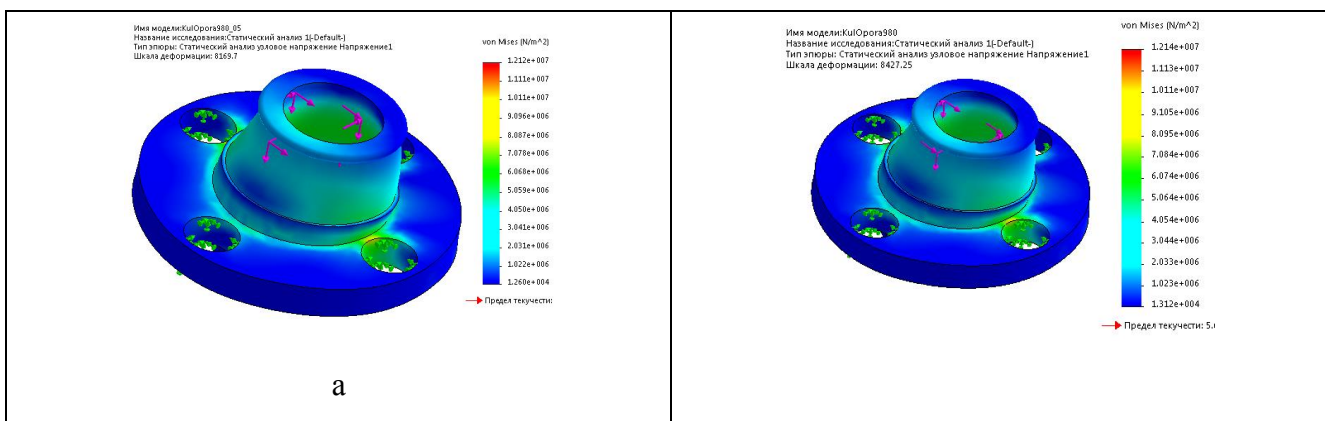 Имя модели:KulOpora980_05
Название исследования:Статический анализ 1(-Default-)
Тип эпюры: Статический анализ узловое напряжение Напряжение1
Шкала деформации: 8169.7
von Mises (N/m^2)
1.212e+007
1.111e+007
1.011e+007
9.096e+006
8.087e+006
7.078e+006
6.068e+006
5.059e+006
4.050e+006
3.041e+006
2.031e+006
1.022e+006
1.260e+004
Предел текучести:
а
Имя модели:KulOpora980
Название исследования:Статический анализ 1(-Default-)
Тип эпюры: Статический анализ узловое напряжение Напряжение1
Шкала деформации: 8427.25
von Mises (N/m^2)
1.214e+007
1.113e+007
1.012e+007
9.105e+006
8.095e+006
7.084e+006
6.074e+006
5.064e+006
4.054e+006
3.044e+006
2.033e+006
1.023e+006
1.312e+004
Предел текучести: 5.